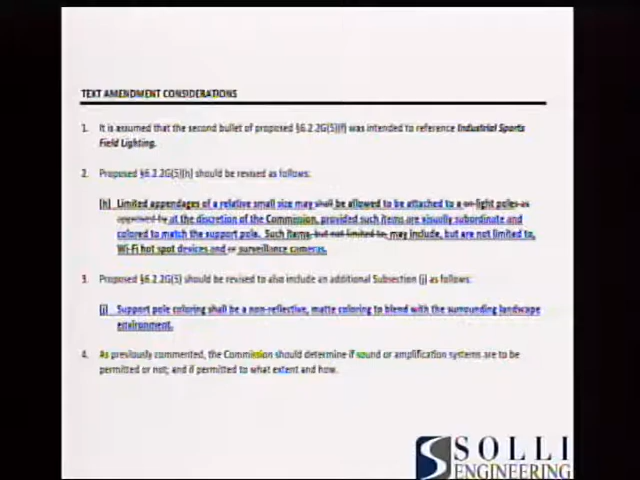 TEXT AMENDMENT CONSIDERATIONS
1. It is assumed that the second bullet of proposed §6.2.2G(5)(f) was intended to reference Industrial Sports
Field Lighting.
2. Proposed §6.2.2G(5)(h) should be revised as follows:
(h) Limited appendages of a relative small size may shall be allowed to be attached to a on light poles as
approved by at the discretion of the Commission, provided such items are visually subordinate and
colored to match the support pole. Such items, but not limited to, may include, but are not limited to,
Wi-Fi hot spot devices and or surveillance cameras.
3. Proposed §6.2.2G(5) should be revised to also include an additional Subsection (j) as follows:
(j) Support pole coloring shall be a non-reflective, matte coloring to blend with the surrounding landscape
environment.
4. As previously commented, the Commission should determine if sound or amplification systems are to be
permitted or not; and if permitted to what extent and how.
SOLLI
ENGINEERING